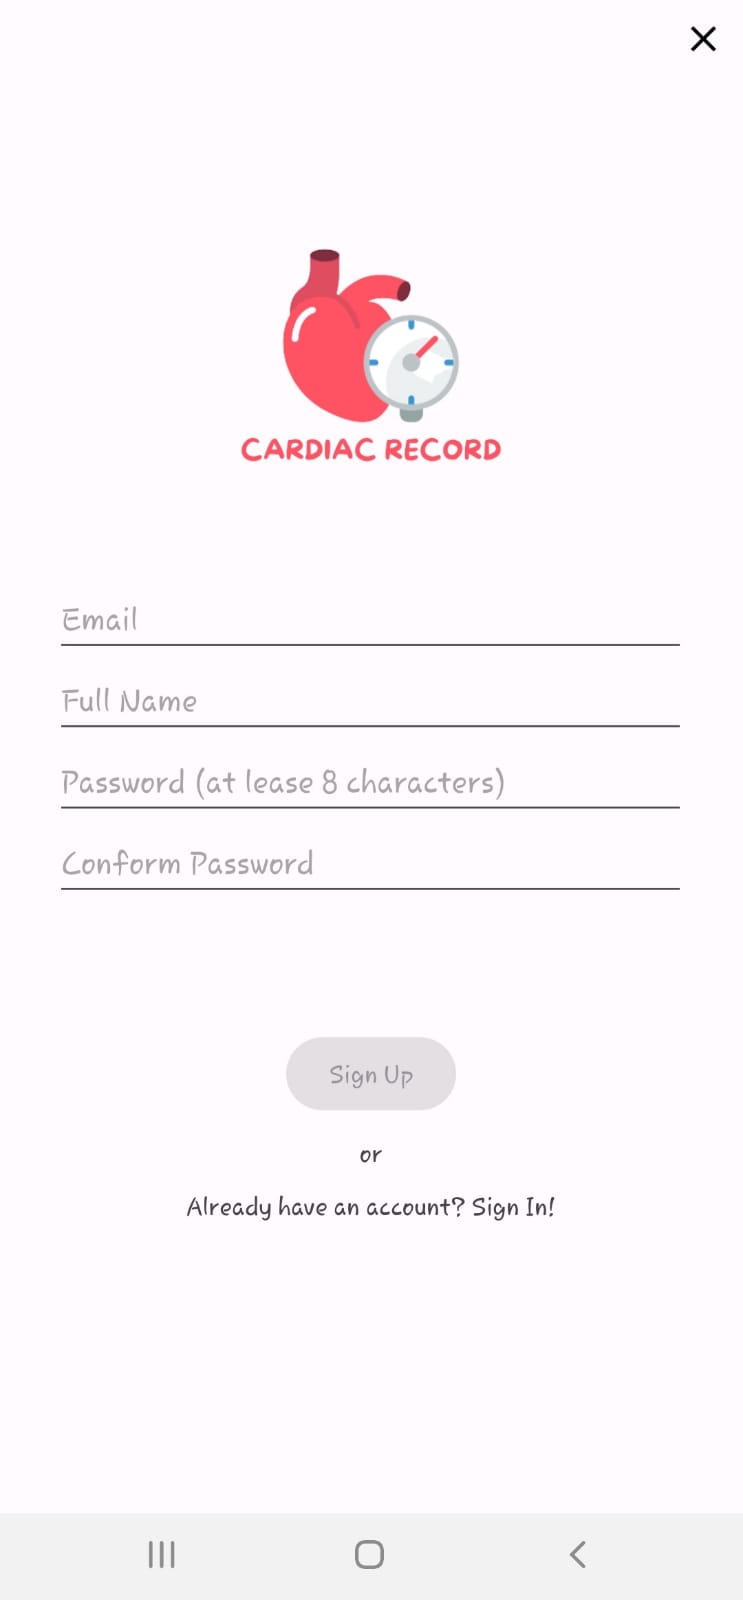 CARDIAC RECORD
Email
Full Name
Password (at lease 8 characters)
Conform Password
Sign Up
or
Already have an account? Sign In!